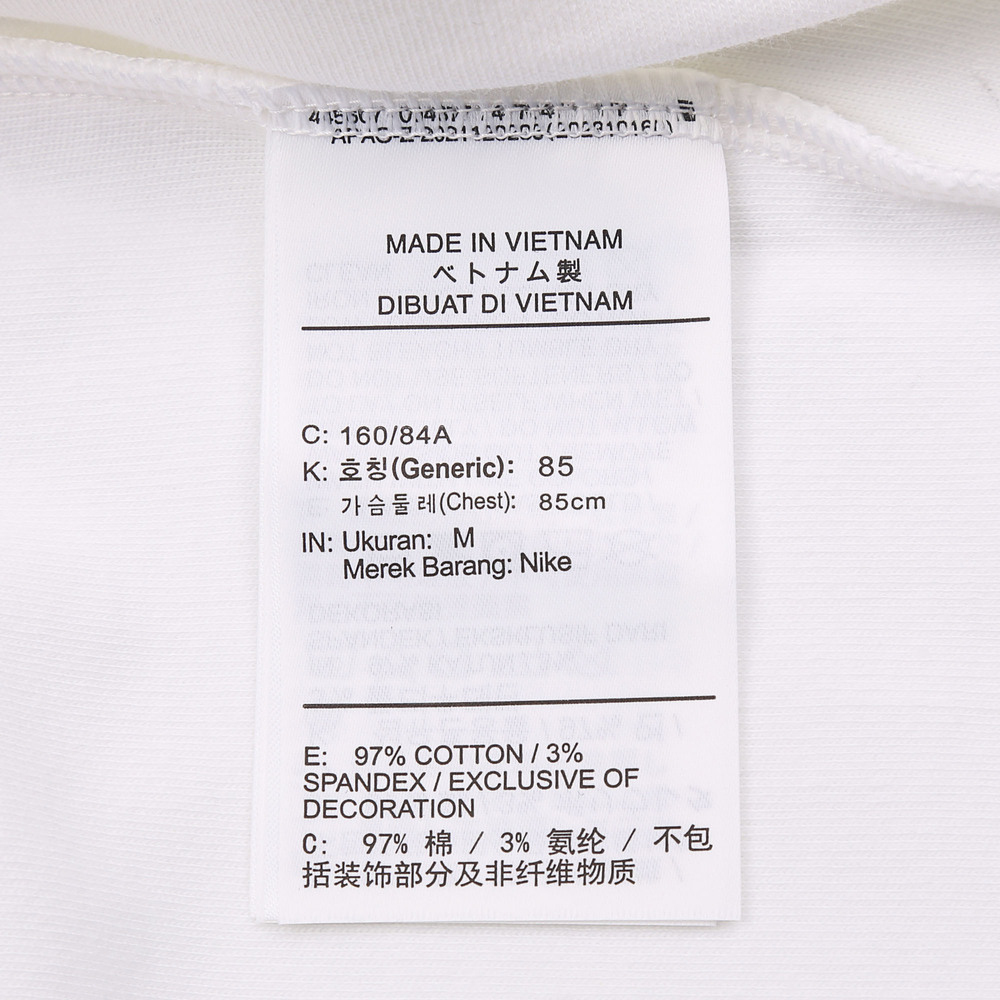 MADE IN VIETNAM
ベトナム製
DIBUAT DI VIETNAM
C: 160/84A
K: 호칭(Generic): 85
가슴둘레(Chest): 85cm
IN: Ukuran: M
Merek Barang: Nike
E: 97% COTTON / 3%
SPANDEX / EXCLUSIVE OF
DECORATION
C: 97% 棉 / 3% 氨纶 / 不包
括装饰部分及非纤维物质